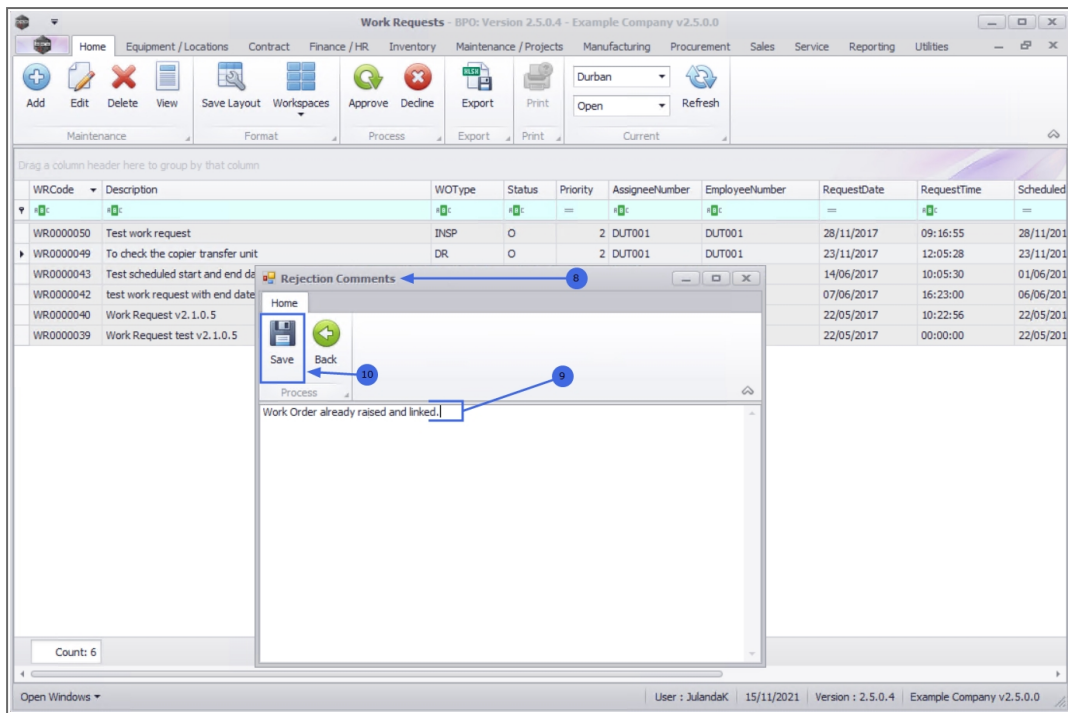 Work Requests - BPO: Version 2.5.0.4 - Example Company v2.5.0.0
Home Equipment / Locations Contract Finance / HR Inventory Maintenance / Projects Manufacturing Procurement Sales Service Reporting Utilities
Add Edit Delete View Save Layout Workspaces Approve Decline Export Print Durban Open Refresh
Maintenance Format Process Export Print Current
Drag a column header here to group by that column
WRCode Description WOType Status Priority AssigneeNumber EmployeeNumber RequestDate RequestTime Scheduled
WR0000050 Test work request INSP O 2 DUT001 DUT001 28/11/2017 09:16:55 28/11/201
WR0000049 To check the copier transfer unit DR O 2 DUT001 DUT001 23/11/2017 12:05:28 23/11/201
WR0000043 Test scheduled start and end da 14/06/2017 10:05:30 01/06/201
WR0000042 test work request with end date 07/06/2017 16:23:00 06/06/201
WR0000040 Work Request v2.1.0.5 22/05/2017 10:22:56 22/05/201
WR0000039 Work Request test v2.1.0.5 22/05/2017 00:00:00 22/05/201
Rejection Comments 8
Home
Save Back
10 9
Process
Work Order already raised and linked.
Count: 6
Open Windows User : JulandaK 15/11/2021 Version : 2.5.0.4 Example Company v2.5.0.0